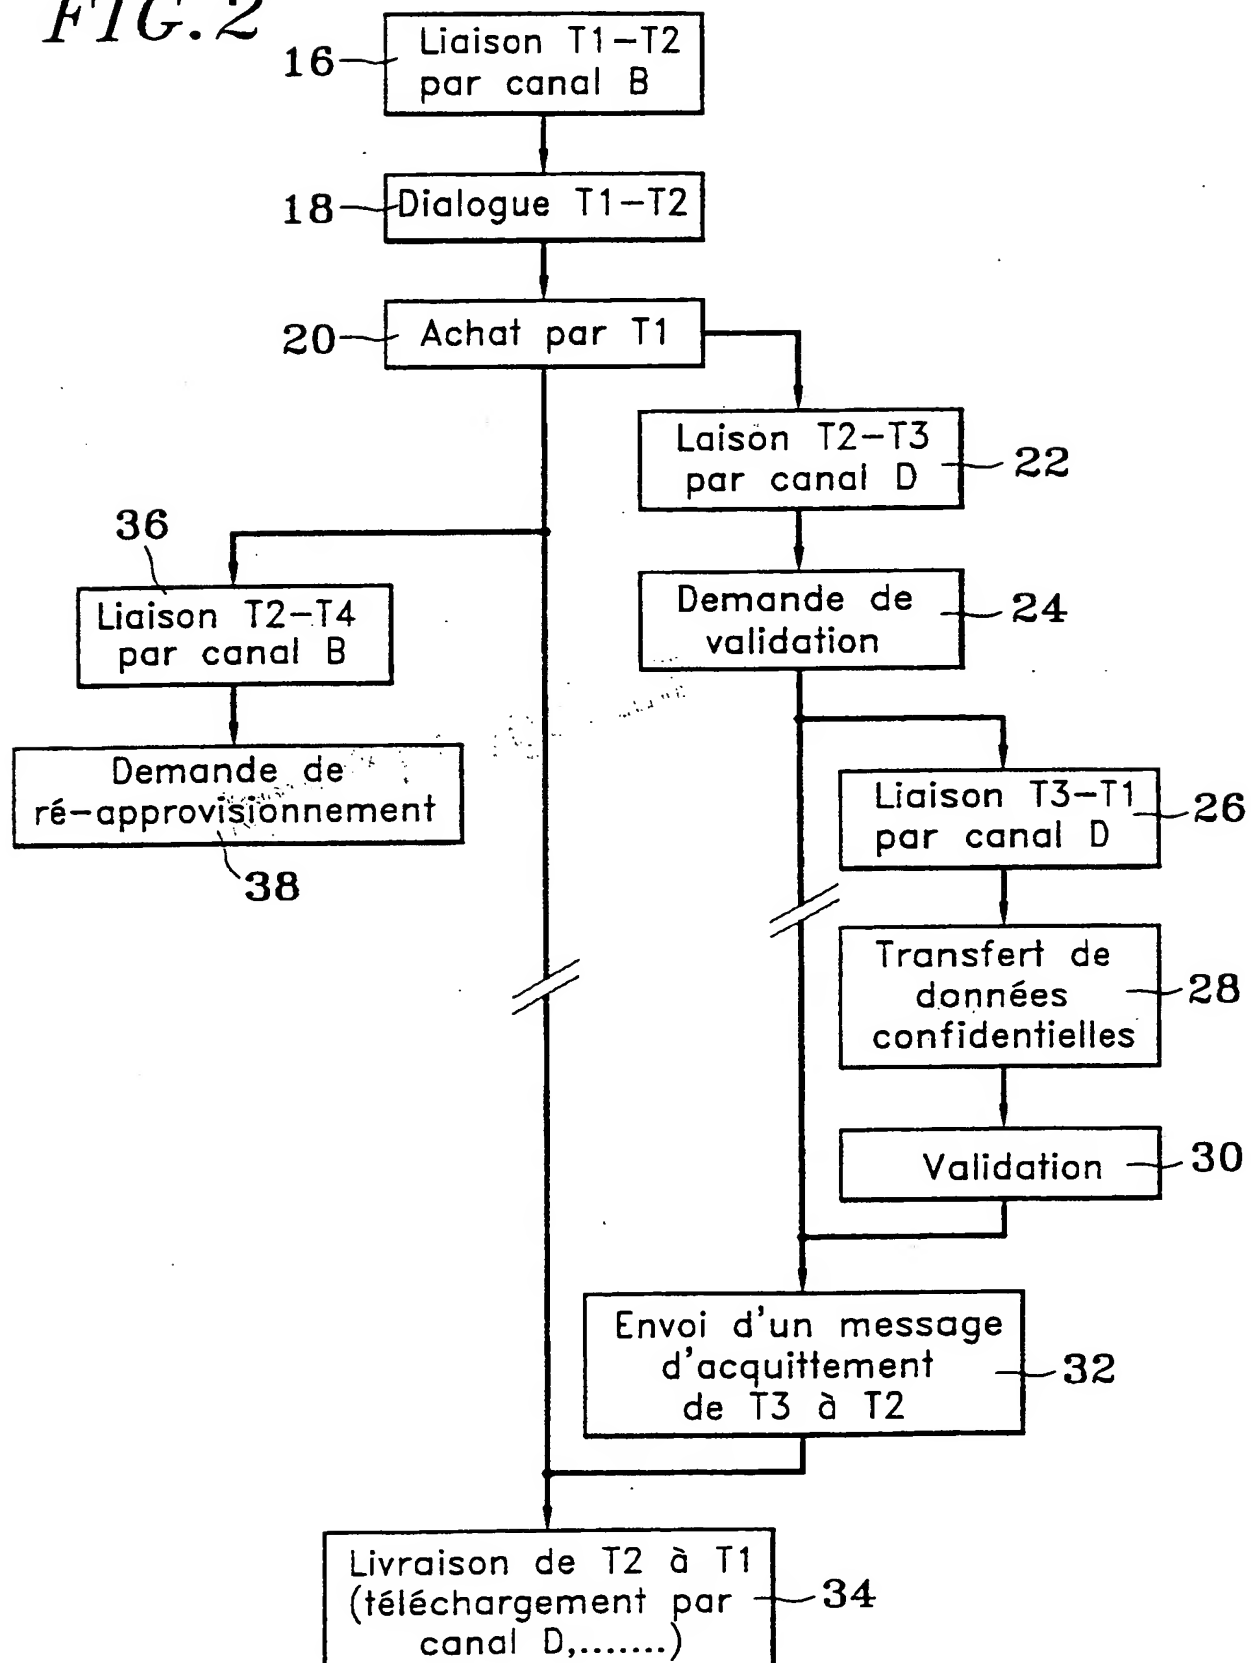 FIG. 2
16
Liaison T1-T2
par canal B
18
Dialogue T1-T2
20
Achat par T1
Laison T2-T3
par canal D
22
36
Liaison T2-T4
par canal B
Demande de
validation
24
Demande de
ré-approvisionnement
38
Liaison T3-T1
par canal D
26
Transfert de
données
confidentielles
28
Validation
30
Envoi d'un message
d'acquittement
de T3 à T2
32
Livraison de T2 à T1
(téléchargement par
canal D,.......)
34